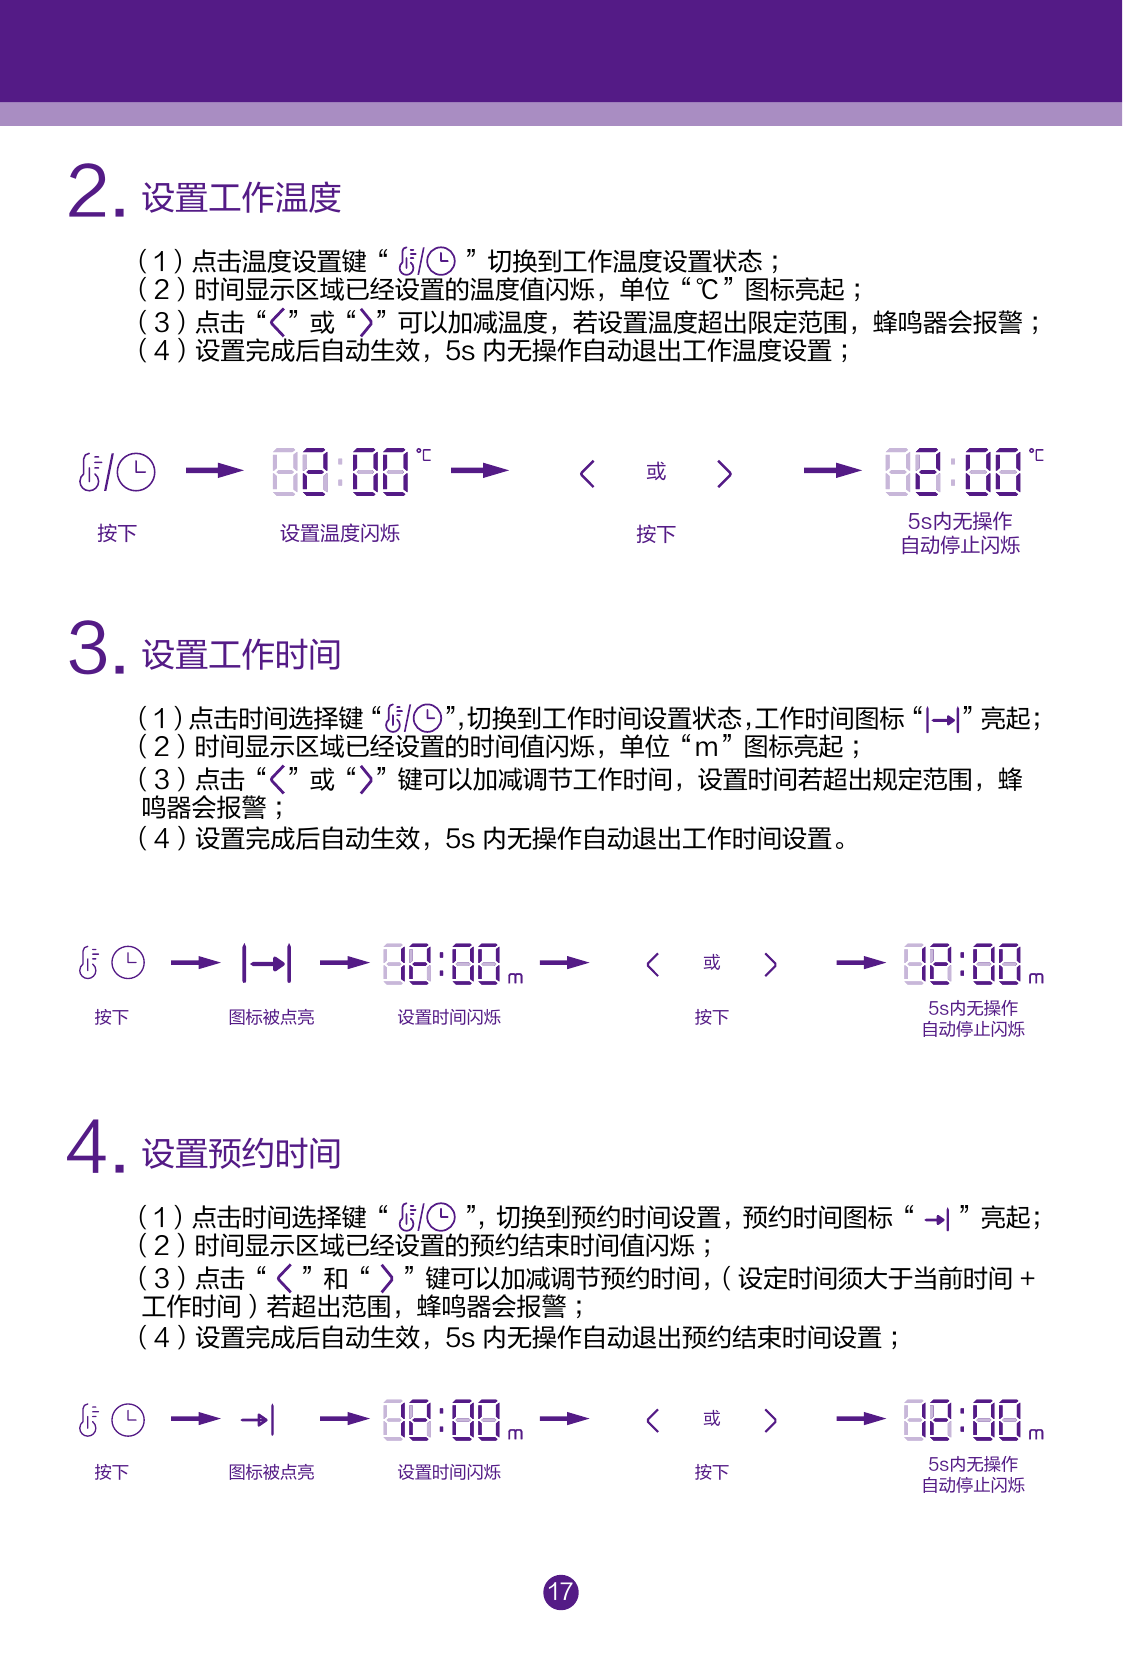 2. 设置工作温度
（1）点击温度设置键“ / ”切换到工作温度设置状态；
（2）时间显示区域已经设置的温度值闪烁，单位“℃”图标亮起；
（3）点击“〈”或“〉”可以加减温度，若设置温度超出限定范围，蜂鸣器会报警；
（4）设置完成后自动生效，5s 内无操作自动退出工作温度设置；
/ 2:00 ℃ 〈 或 〉 2:00 ℃
按下 设置温度闪烁 按下 5s内无操作
自动停止闪烁
3. 设置工作时间
（1）点击时间选择键“ / ”,切换到工作时间设置状态,工作时间图标“|→|”亮起；
（2）时间显示区域已经设置的时间值闪烁，单位“m”图标亮起；
（3）点击“〈”或“〉”键可以加减调节工作时间，设置时间若超出规定范围，蜂
鸣器会报警；
（4）设置完成后自动生效，5s 内无操作自动退出工作时间设置。
|→| 12:00 m 〈 或 〉 12:00 m
按下 图标被点亮 设置时间闪烁 按下 5s内无操作
自动停止闪烁
4. 设置预约时间
（1）点击时间选择键“ / ”，切换到预约时间设置，预约时间图标“→|”亮起；
（2）时间显示区域已经设置的预约结束时间值闪烁；
（3）点击“〈”和“〉”键可以加减调节预约时间，（设定时间须大于当前时间 +
工作时间）若超出范围，蜂鸣器会报警；
（4）设置完成后自动生效，5s 内无操作自动退出预约结束时间设置；
→| 12:00 m 〈 或 〉 12:00 m
按下 图标被点亮 设置时间闪烁 按下 5s内无操作
自动停止闪烁
17